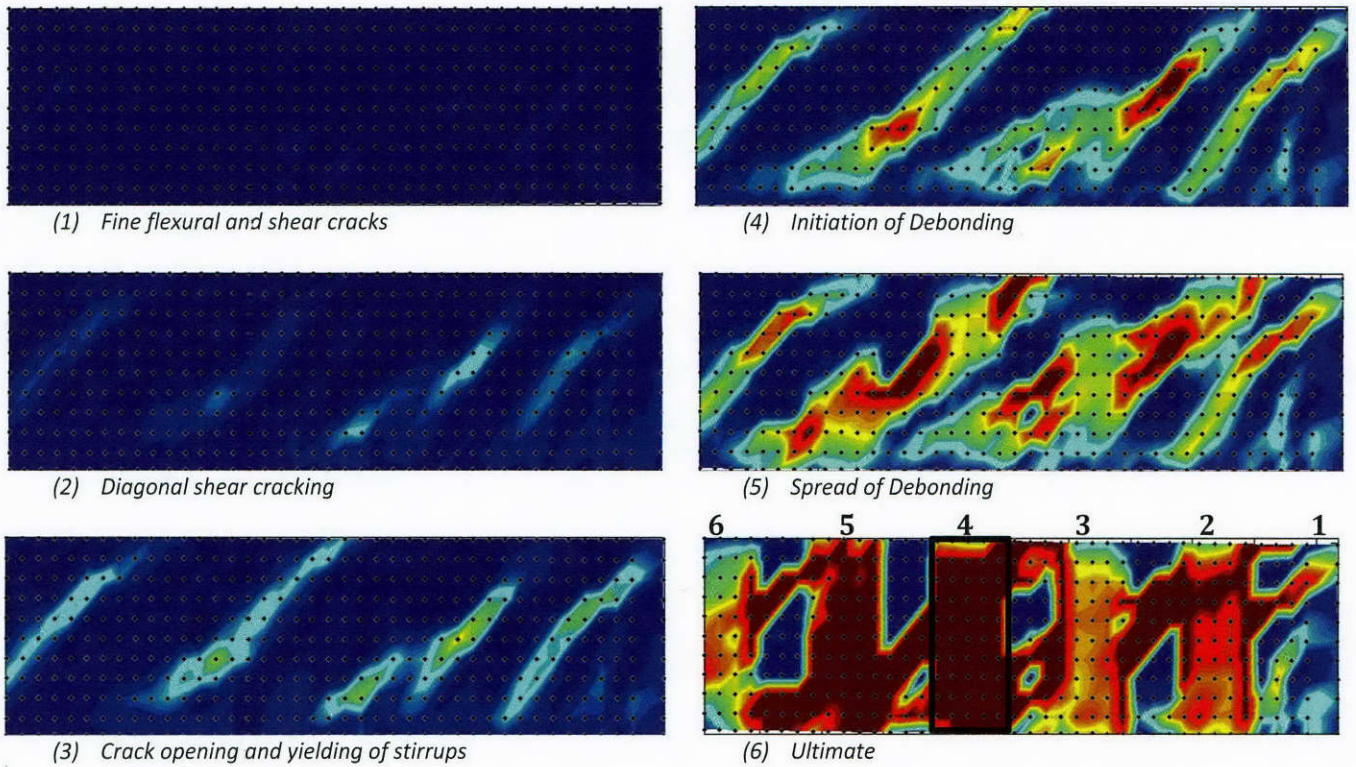 (1) Fine flexural and shear cracks
(2) Diagonal shear cracking
(3) Crack opening and yielding of stirrups
(4) Initiation of Debonding
(5) Spread of Debonding
6 5 4 3 2 1
(6) Ultimate